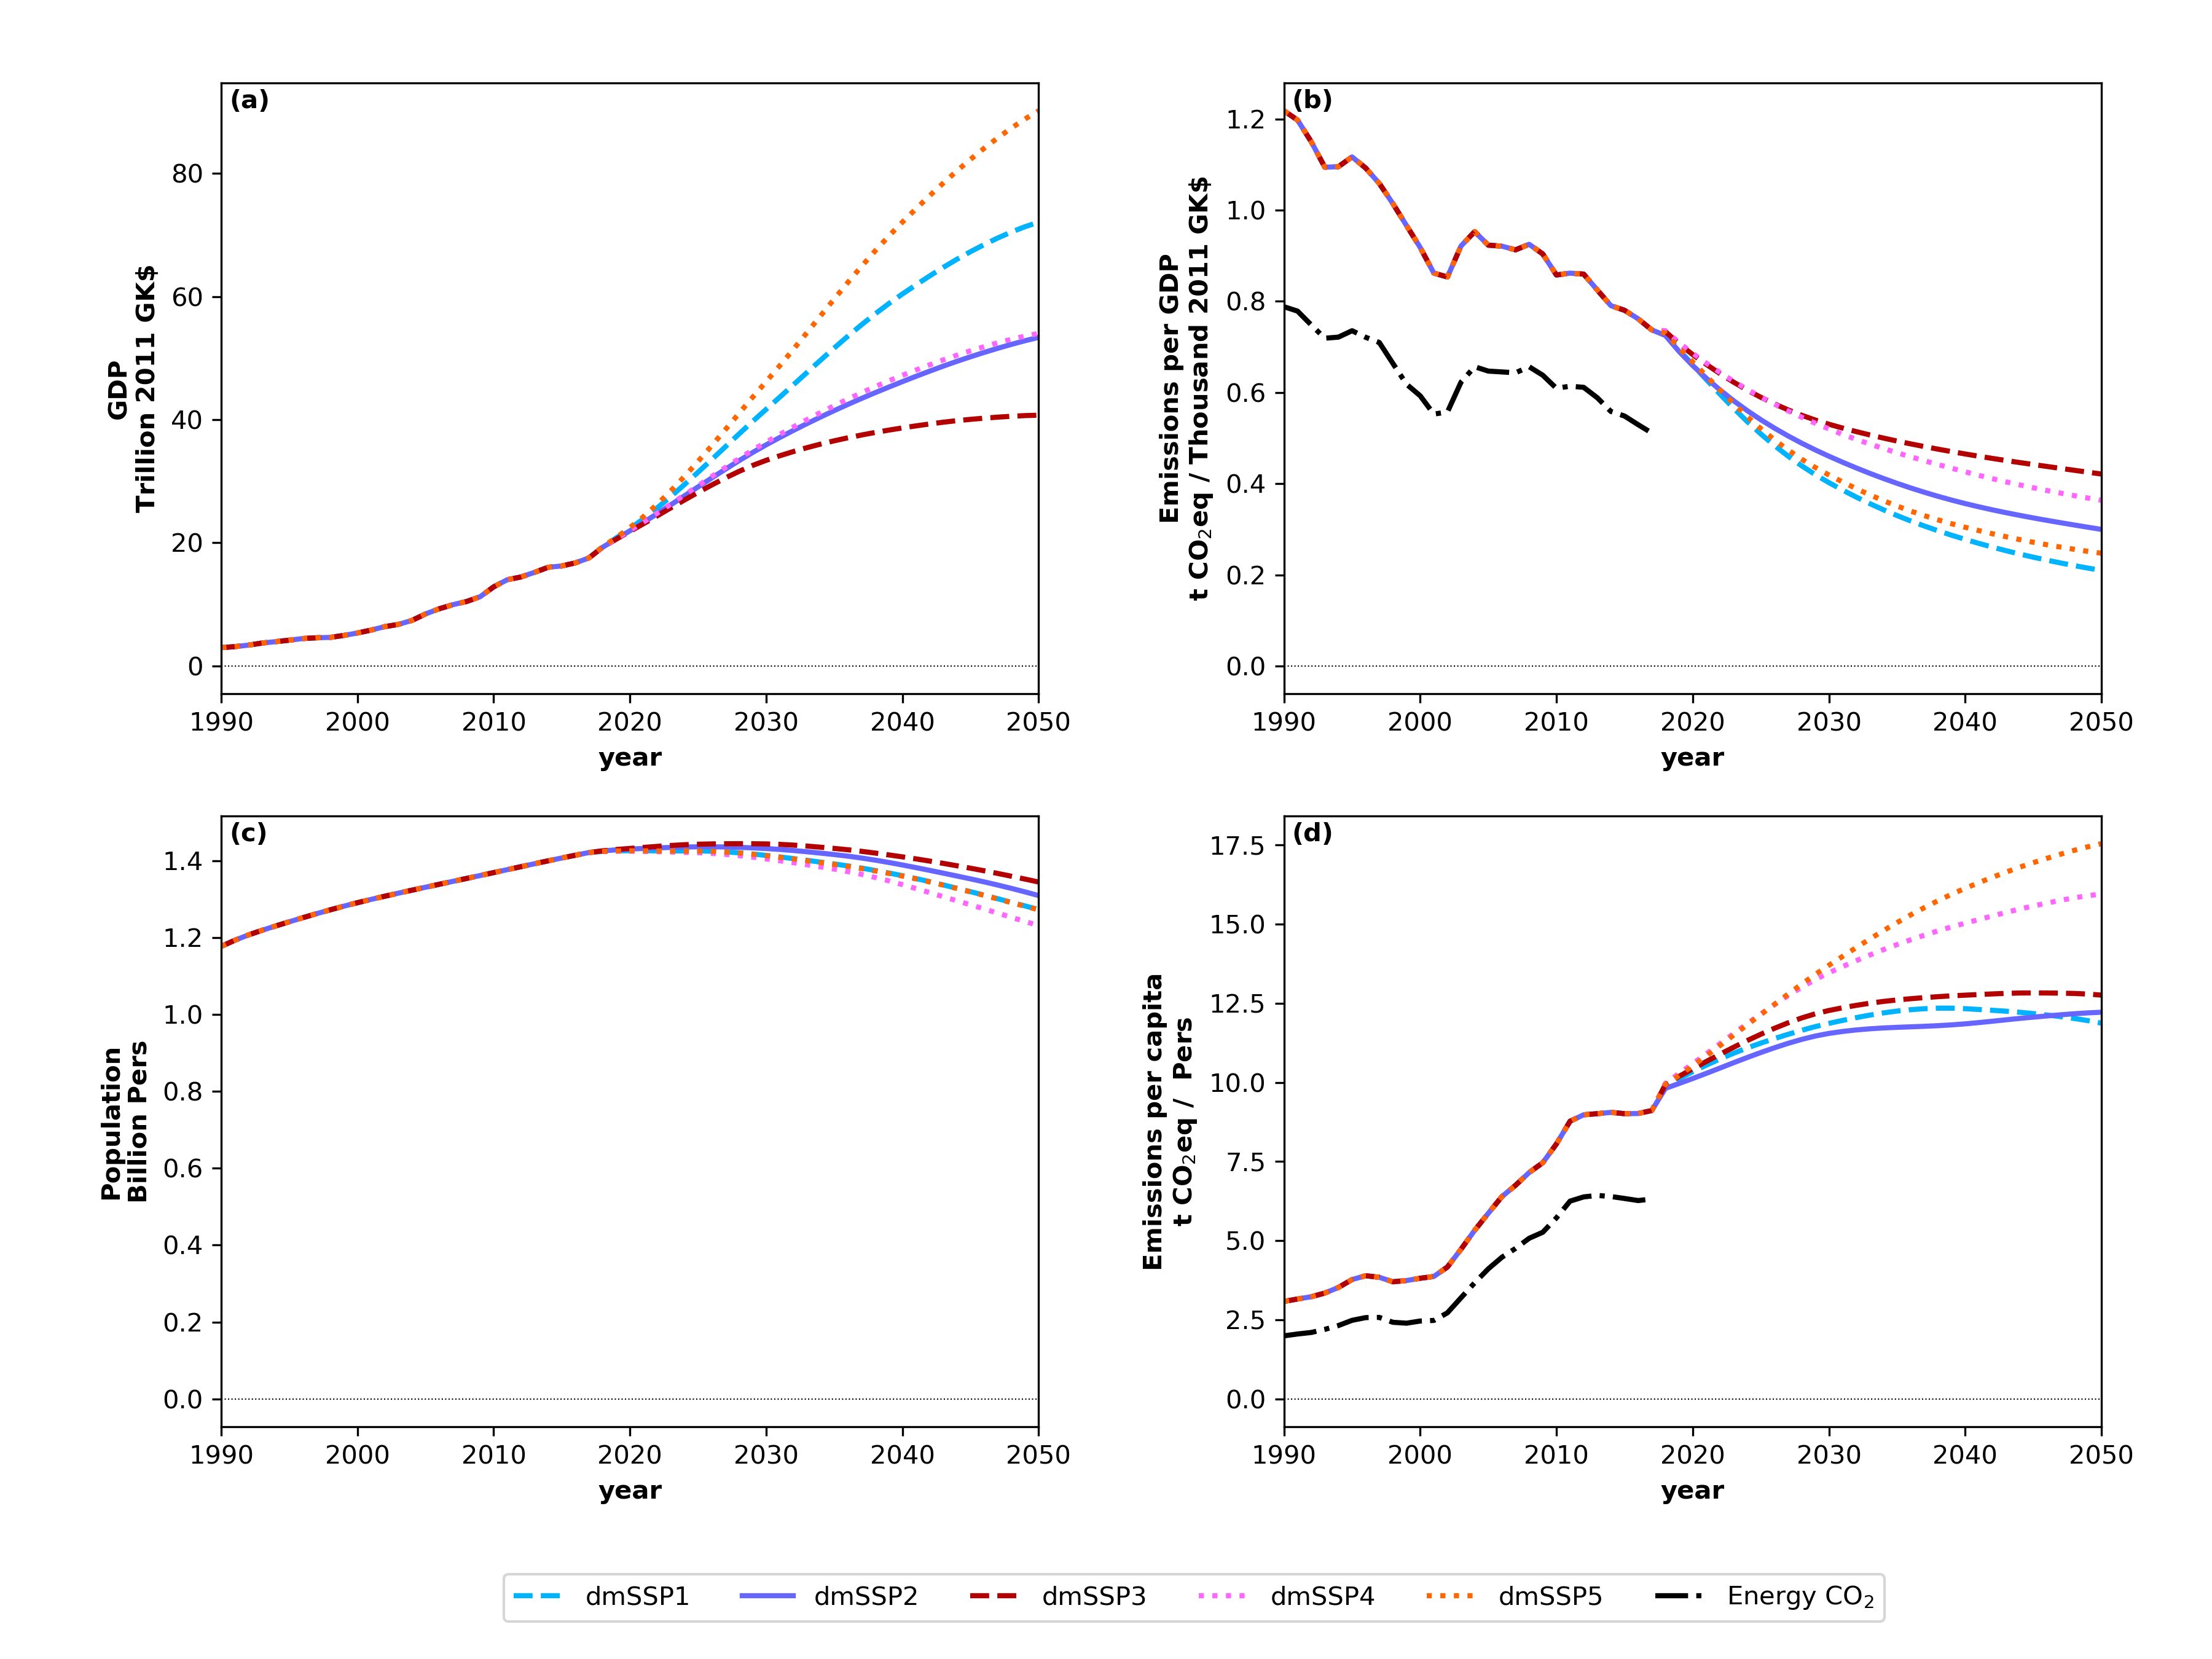 (a)
GDP
Trillion 2011 GK$
80
60
40
20
0
1990 2000 2010 2020 2030 2040 2050
year
(b)
Emissions per GDP
t CO₂eq / Thousand 2011 GK$
1.2
1.0
0.8
0.6
0.4
0.2
0.0
1990 2000 2010 2020 2030 2040 2050
year
(c)
Population
Billion Pers
1.4
1.2
1.0
0.8
0.6
0.4
0.2
0.0
1990 2000 2010 2020 2030 2040 2050
year
(d)
Emissions per capita
t CO₂eq / Pers
17.5
15.0
12.5
10.0
7.5
5.0
2.5
0.0
1990 2000 2010 2020 2030 2040 2050
year
dmSSP1 dmSSP2 dmSSP3 dmSSP4 dmSSP5 Energy CO₂